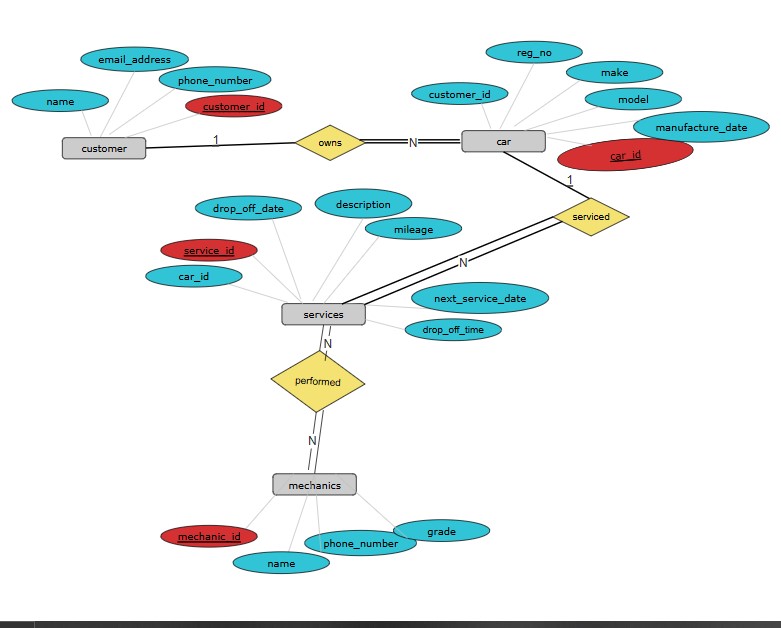 reg_no
email_address
make
phone_number
customer_id
model
name
customer_id
manufacture_date
1
owns
N
car
customer
car_id
1
drop_off_date
description
serviced
mileage
service_id
N
car_id
next_service_date
services
drop_off_time
N
performed
N
mechanics
grade
mechanic_id
phone_number
name